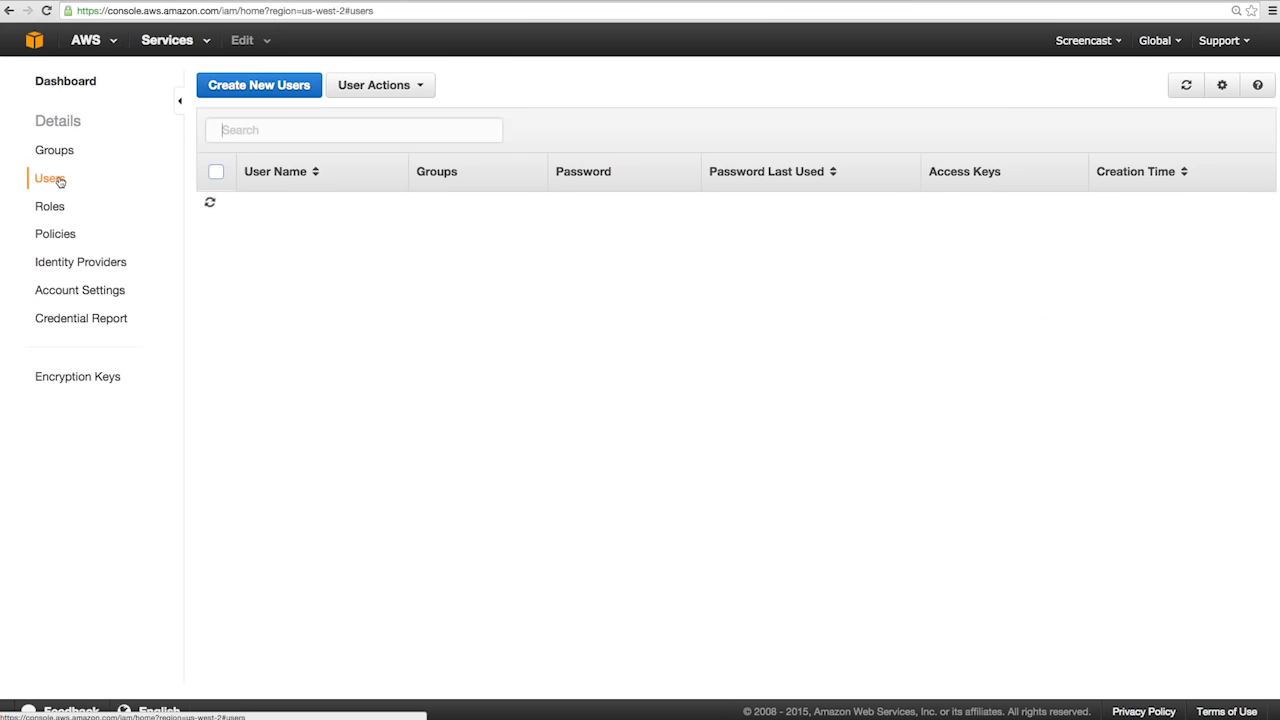 https://console.aws.amazon.com/iam/home?region=us-west-2#users
AWS Services Edit Screencast Global Support
Dashboard
Details
Groups
Users
Roles
Policies
Identity Providers
Account Settings
Credential Report
Encryption Keys
Create New Users User Actions
Search
User Name Groups Password Password Last Used Access Keys Creation Time
Feedback English © 2008 - 2015, Amazon Web Services, Inc. or its affiliates. All rights reserved. Privacy Policy Terms of Use
https://console.aws.amazon.com/iam/home?region=us-west-2#users